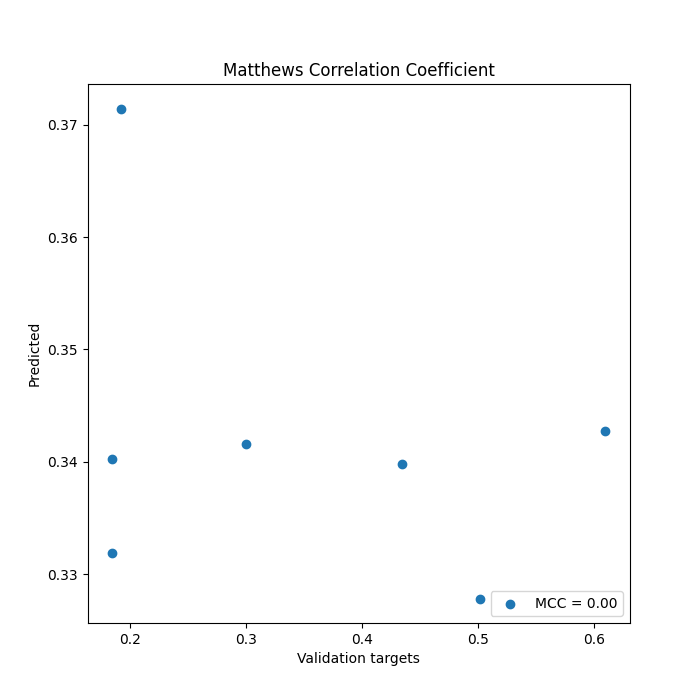 Matthews Correlation Coefficient
0.37
0.36
0.35
0.34
0.33
Predicted
MCC = 0.00
0.2 0.3 0.4 0.5 0.6
Validation targets